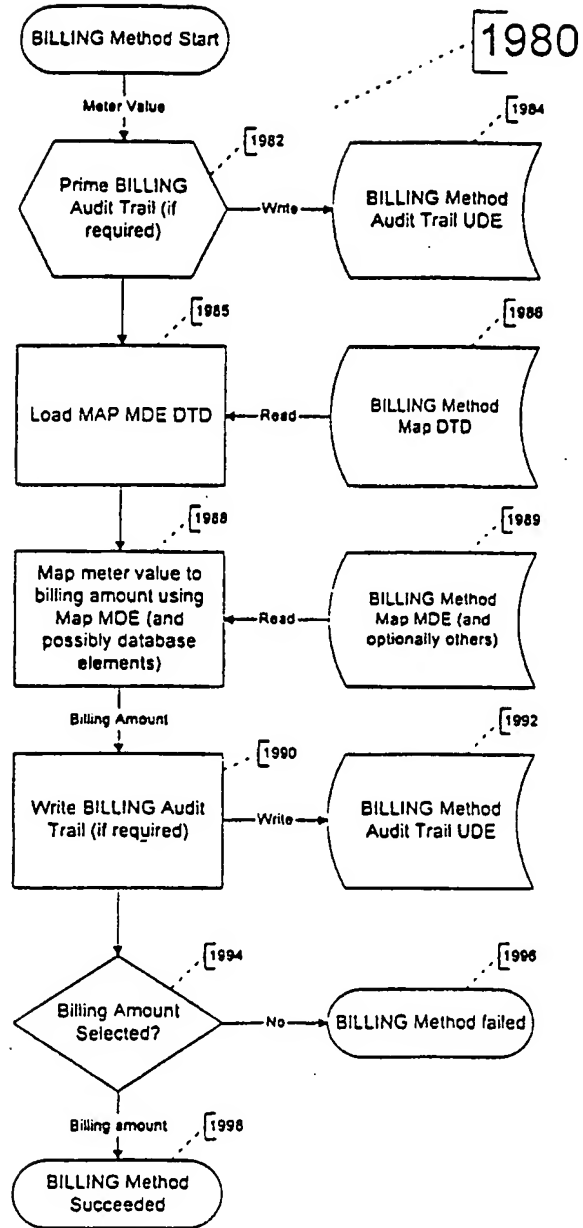 BILLING Method Start
1980
Meter Value
1982
1984
Prime BILLING
Audit Trail (if
required)
Write
BILLING Method
Audit Trail UDE
1985
1986
Load MAP MDE DTD
Read
BILLING Method
Map DTD
1988
1989
Map meter value to
billing amount using
Map MDE (and
possibly database
elements)
Read
BILLING Method
Map MDE (and
optionally others)
Billing Amount
1990
1992
Write BILLING Audit
Trail (if required)
Write
BILLING Method
Audit Trail UDE
1994
1996
Billing Amount
Selected?
No
BILLING Method failed
Billing amount
1998
BILLING Method
Succeeded